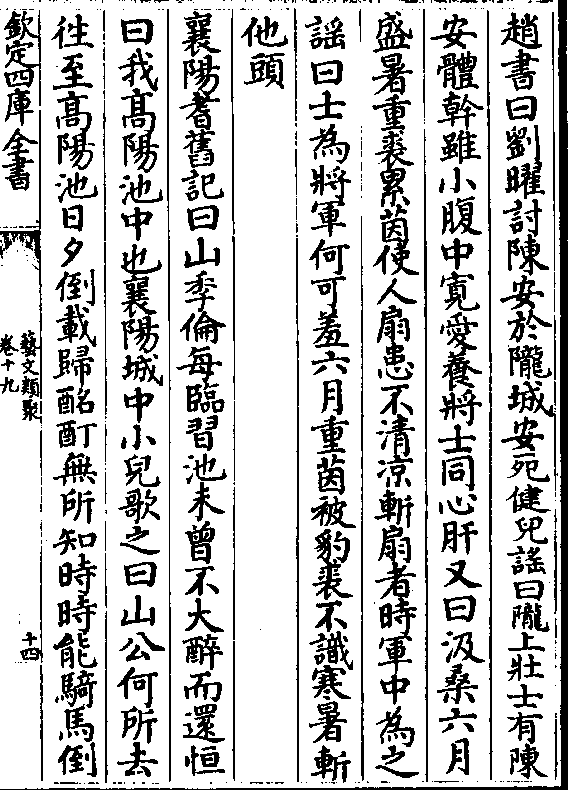 趙書曰劉曜討陳安於隴城安死健兒謡曰隴上壯士有陳
安體幹雖小腹中寛愛養將士同心肝又曰汲桑六月
盛暑重裘累茵使人扇患不清凉斬扇者時軍中為之
謡曰士為將軍何可羞六月重茵被豹裘不識寒暑斬
他頭
襄陽耆舊記曰山季倫每臨習池未曾不大醉而還恒
曰我髙陽池中也襄陽城中小兒歌之曰山公何所去
徃至髙陽池日夕倒載歸酩酊無所知時時能騎馬倒
欽定四庫全書
藝文類聚
卷十九
十四